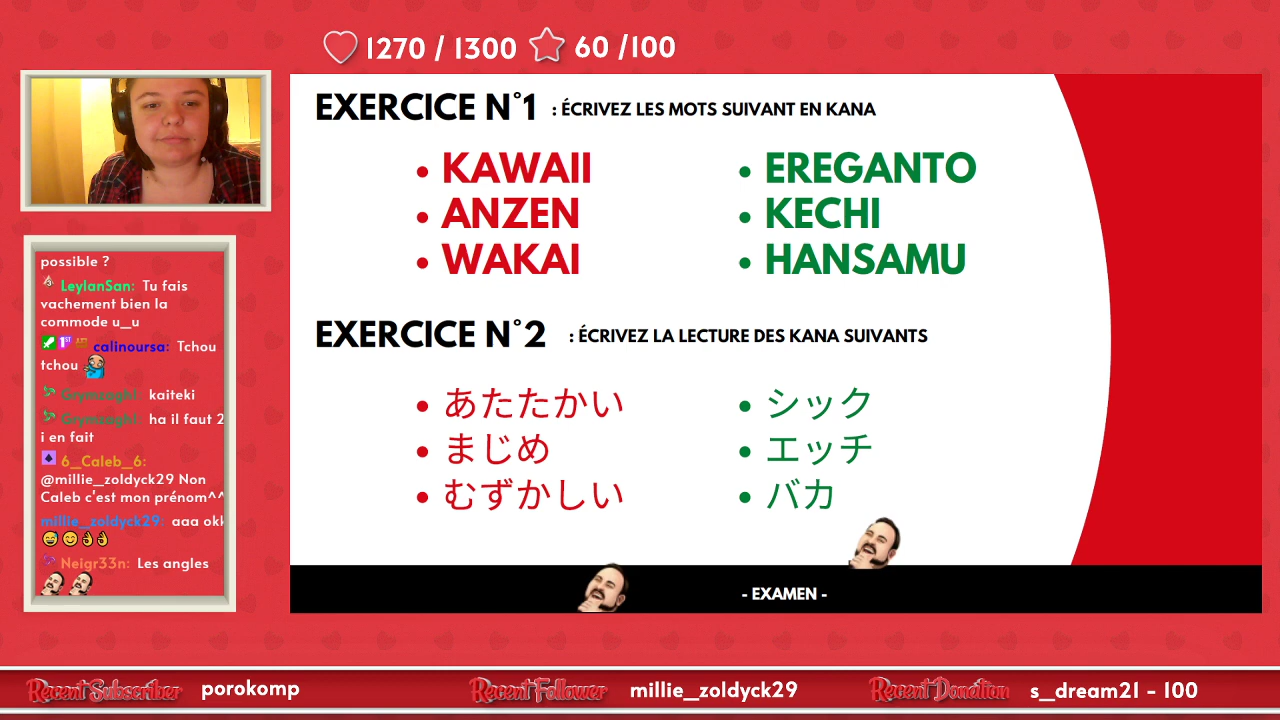 1270 / 1300 60 /100
EXERCICE N°1 : ÉCRIVEZ LES MOTS SUIVANT EN KANA
• KAWAII
• ANZEN
• WAKAI
• EREGANTO
• KECHI
• HANSAMU
EXERCICE N°2 : ÉCRIVEZ LA LECTURE DES KANA SUIVANTS
• あたたかい
• まじめ
• むずかしい
• シック
• エッチ
• バカ
- EXAMEN -
possible ?
LeylanSan: Tu fais
vachement bien la
commode u_u
calinoursa: Tchou
tchou
Grymzoght: kaiteki
Grymzoght: ha il faut 2
i en fait
6_Caleb_6:
@millie_zoldyck29 Non
Caleb c'est mon prénom^^
millie_zoldyck29: aaa okk
Neigr33n: Les angles
Recent Subscriber porokomp
Recent Follower millie_zoldyck29
Recent Donation s_dream21 - 100